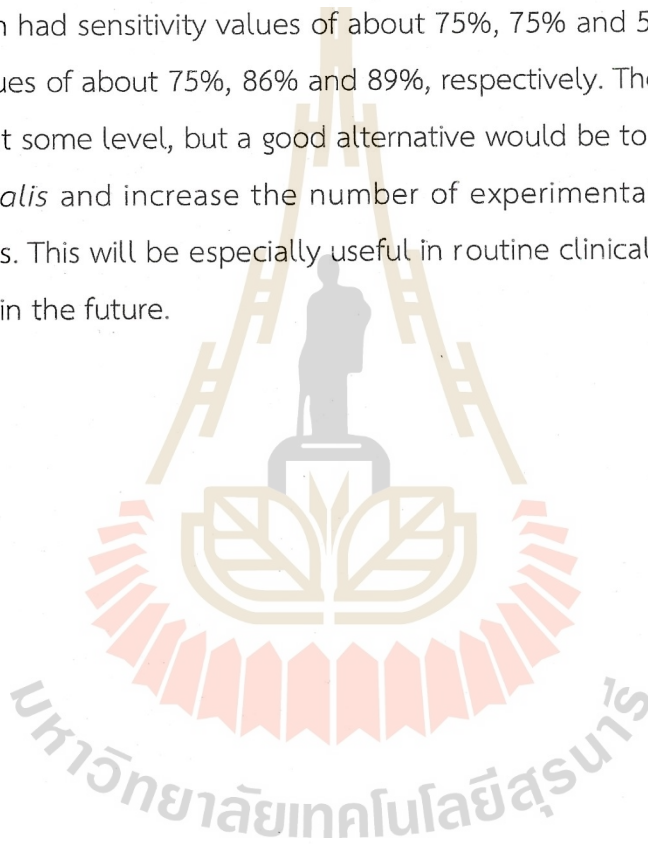 had sensitivity values of about 75%, 75% and 5
ues of about 75%, 86% and 89%, respectively. The
t some level, but a good alternative would be to
alis and increase the number of experimenta
s. This will be especially useful in routine clinical
in the future.
มหาวิทยาลัยเทคโนโลยีสุรนารี